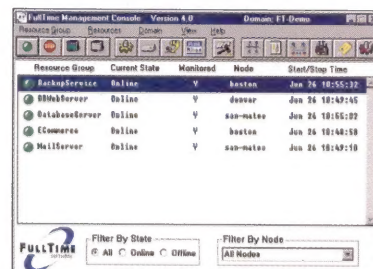 FullTime Management Console Version 4.0 Domain: FT-Demo
Resource Group Resources Domain View Help
Resource Group Current State Monitored Node Start/Stop Time
BackupService Online Y boston Jun 26 18:55:32
Online Y denver Jun 26 18:49:45
DatabaseServer Online Y san-mateo Jun 26 18:55:02
ECommerce Online Y boston Jun 26 18:48:58
MailServer Online Y san-mateo Jun 26 18:49:10
FULLTIME
SOFTWARE
Filter By State
All Online Offline
Filter By Node
All Nodes